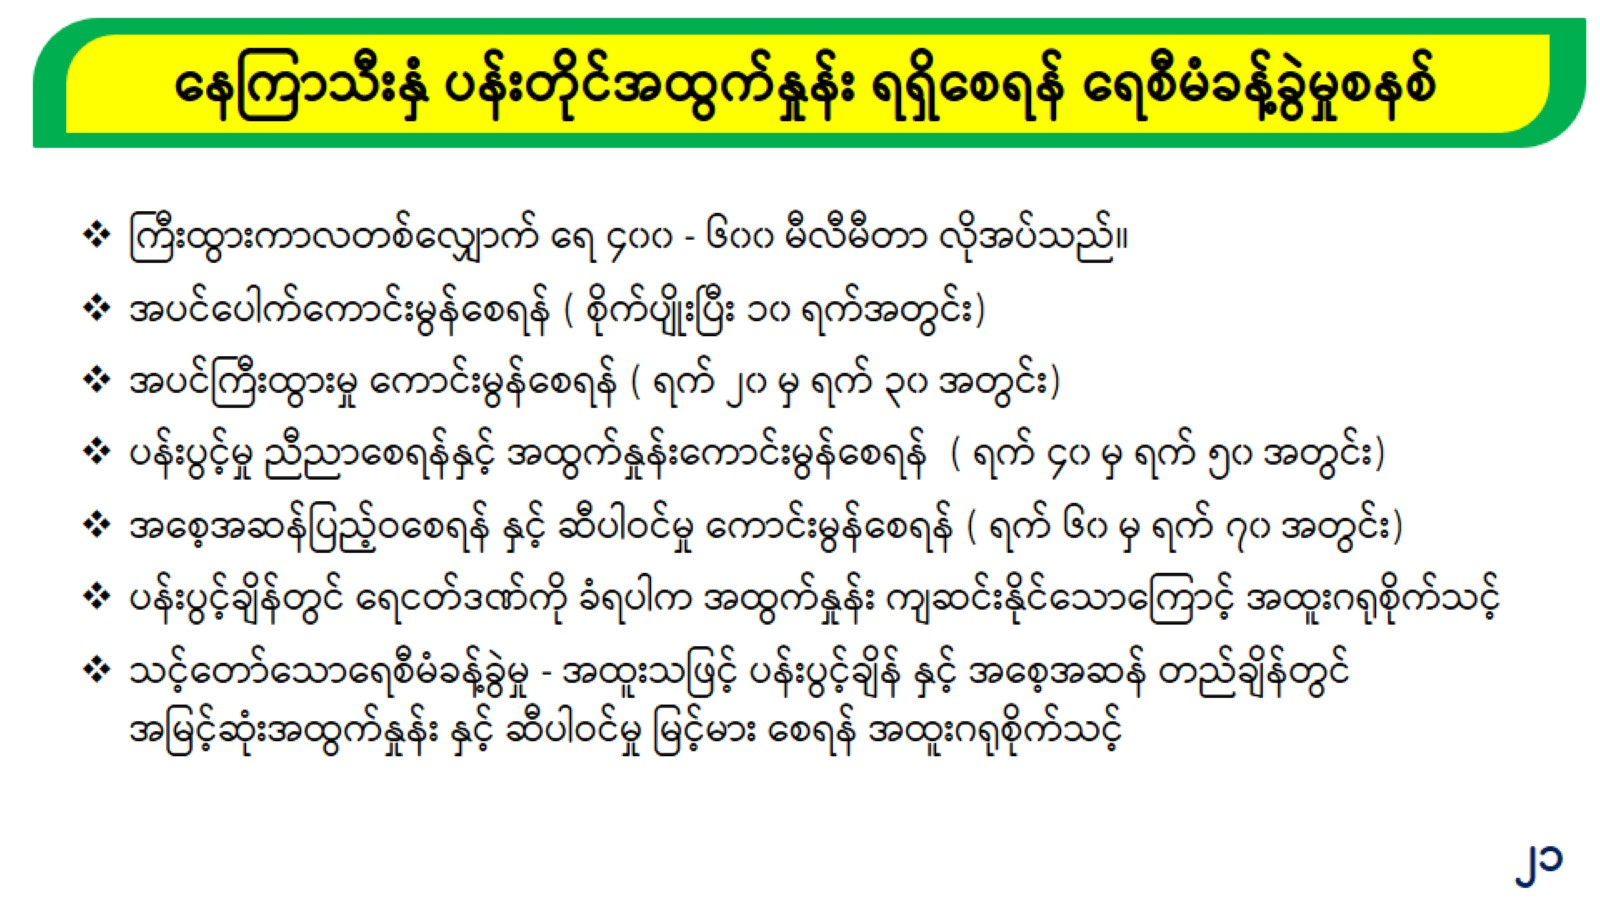 နေကြာသီးနှံ ပန်းတိုင်အထွက်နှုန်း ရရှိစေရန် ရေစီမံခန့်ခွဲမှုစနစ်
❖ ကြီးထွားကာလတစ်လျှောက် ရေ ၄၀၀ - ၆၀၀ မီလီမီတာ လိုအပ်သည်။
❖ အပင်ပေါက်ကောင်းမွန်စေရန် ( စိုက်ပျိုးပြီး ၁၀ ရက်အတွင်း)
❖ အပင်ကြီးထွားမှု ကောင်းမွန်စေရန် ( ရက် ၂၀ မှ ရက် ၃၀ အတွင်း)
❖ ပန်းပွင့်မှု ညီညာစေရန်နှင့် အထွက်နှုန်းကောင်းမွန်စေရန် ( ရက် ၄၀ မှ ရက် ၅၀ အတွင်း)
❖ အစေ့အဆန်ပြည့်ဝစေရန် နှင့် ဆီပါဝင်မှု ကောင်းမွန်စေရန် ( ရက် ၆၀ မှ ရက် ၇၀ အတွင်း)
❖ ပန်းပွင့်ချိန်တွင် ရေငတ်ဒဏ်ကို ခံရပါက အထွက်နှုန်း ကျဆင်းနိုင်သောကြောင့် အထူးဂရုစိုက်သင့်
❖ သင့်တော်သောရေစီမံခန့်ခွဲမှု - အထူးသဖြင့် ပန်းပွင့်ချိန် နှင့် အစေ့အဆန် တည်ချိန်တွင်
အမြင့်ဆုံးအထွက်နှုန်း နှင့် ဆီပါဝင်မှု မြင့်မား စေရန် အထူးဂရုစိုက်သင့်
၂၁